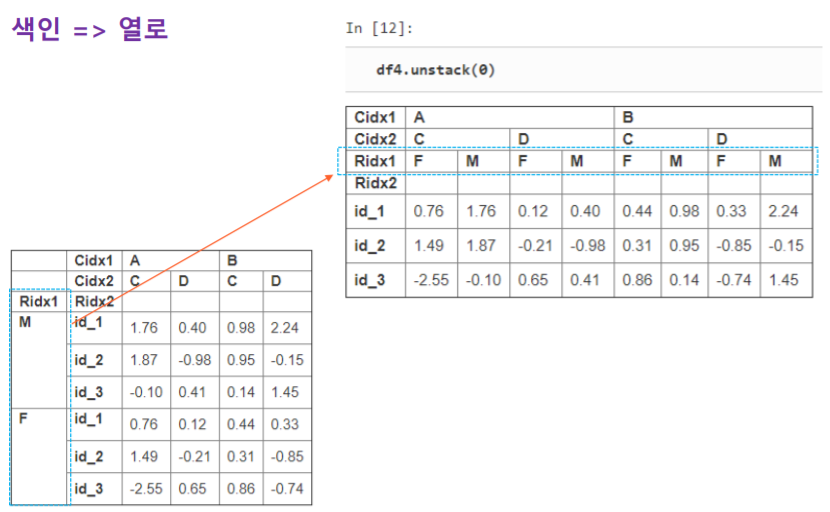 색인 => 열로
In [12]:
df4.unstack(0)
Cidx1 A B
Cidx2 C D C D
Ridx1 F M F M F M F M
Ridx2
id_1 0.76 1.76 0.12 0.40 0.44 0.98 0.33 2.24
id_2 1.49 1.87 -0.21 -0.98 0.31 0.95 -0.85 -0.15
id_3 -2.55 -0.10 0.65 0.41 0.86 0.14 -0.74 1.45
Cidx1 A B
Cidx2 C D C D
Ridx1 Ridx2
M id_1 1.76 0.40 0.98 2.24
id_2 1.87 -0.98 0.95 -0.15
id_3 -0.10 0.41 0.14 1.45
F id_1 0.76 0.12 0.44 0.33
id_2 1.49 -0.21 0.31 -0.85
id_3 -2.55 0.65 0.86 -0.74